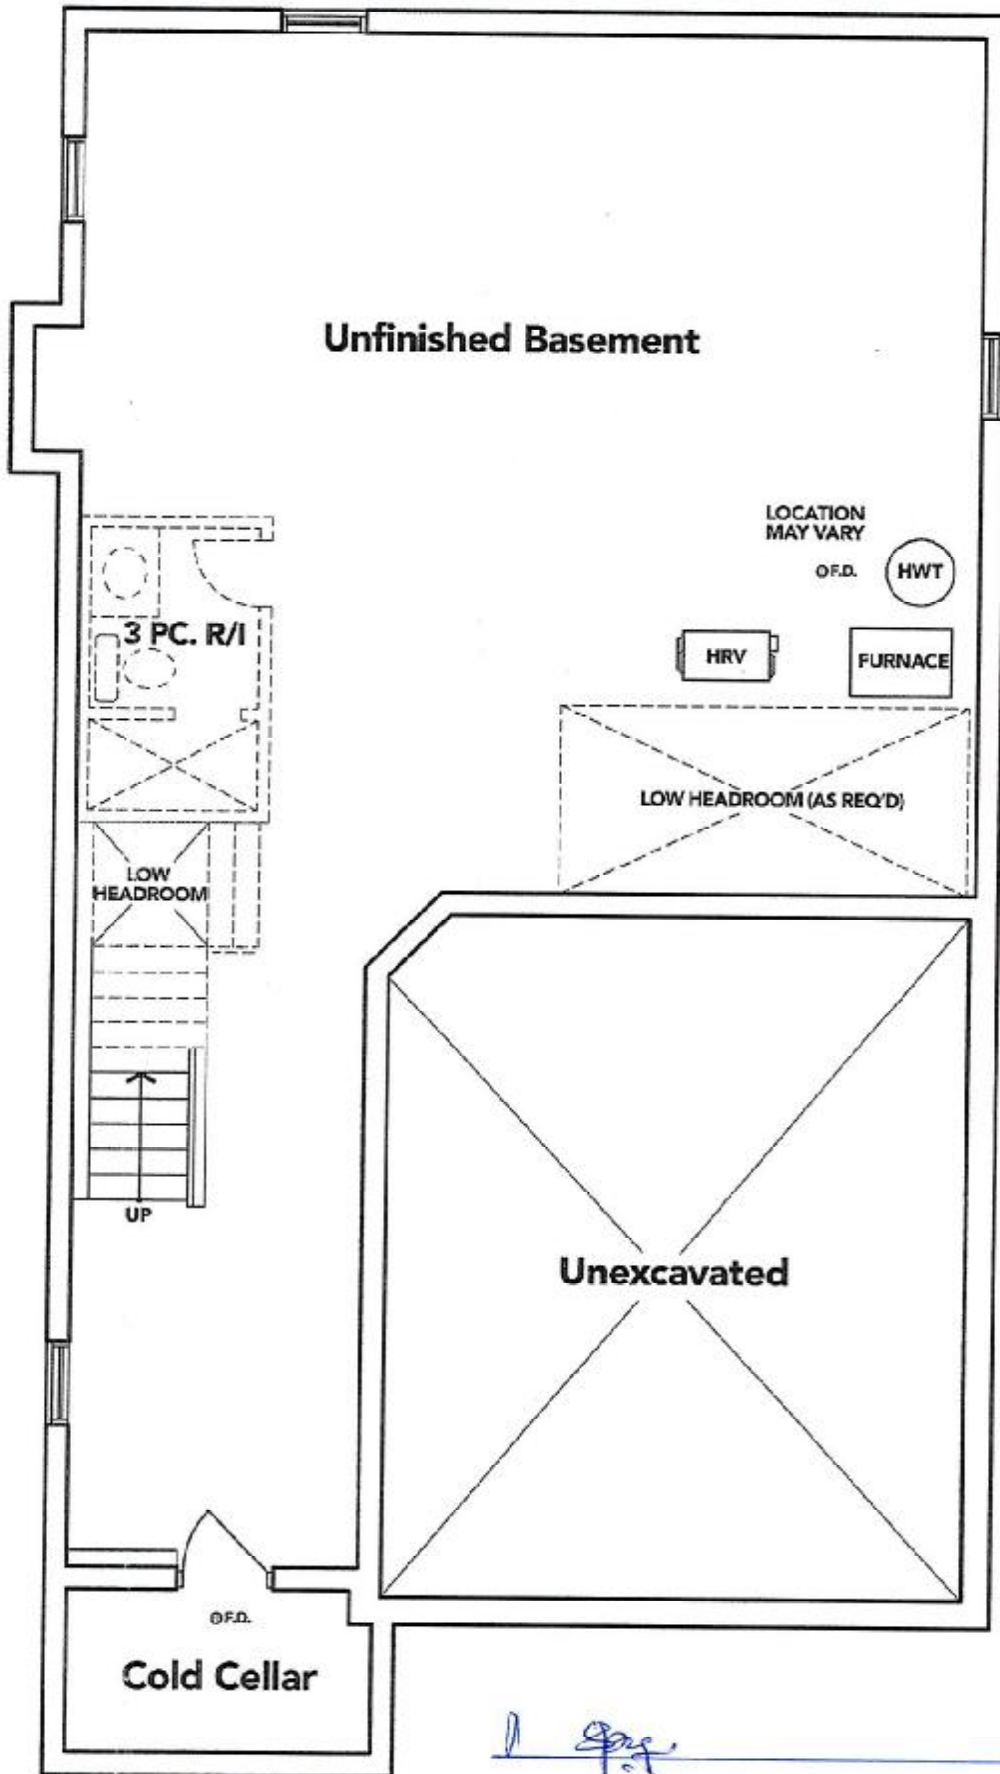 Unfinished Basement
LOCATION
MAY VARY
F.D.
HWT
3 PC. R/I
HRV
FURNACE
LOW HEADROOM (AS REQ'D)
LOW
HEADROOM
UP
Unexcavated
F.D.
Cold Cellar